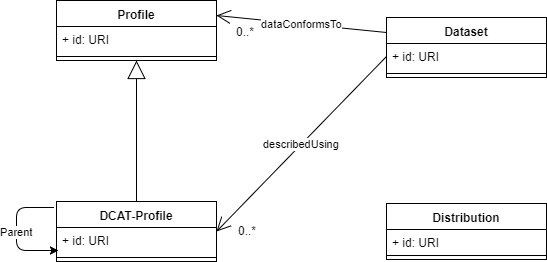 Profile
+ id: URI
dataConformsTo
0..*
Dataset
+ id: URI
describedUsing
0..*
DCAT-Profile
+ id: URI
Parent
Distribution
+ id: URI